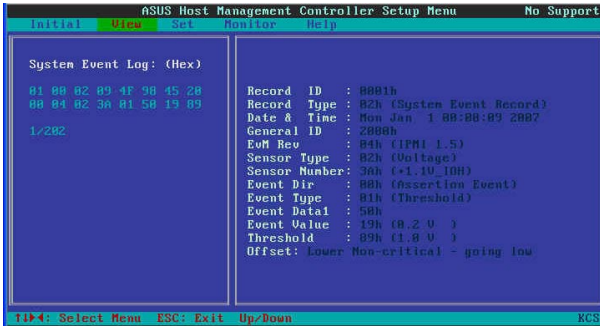 ASUS Host Management Controller Setup Menu No Support
Initial View Set Monitor Help
System Event Log: (Hex)
01 00 02 09 4F 98 45 20
00 04 02 3A 01 50 19 89
1/202
Record ID : 0001h
Record Type : 02h (System Event Record)
Date & Time : Mon Jan 1 00:00:09 2007
General ID : 2000h
EvM Rev : 04h (IPMI 1.5)
Sensor Type : 02h (Voltage)
Sensor Number: 3Ah (+1.1V_IOH)
Event Dir : 00h (Assertion Event)
Event Type : 01h (Threshold)
Event Data1 : 50h
Event Value : 19h (0.2 V )
Threshold : 89h (1.0 V )
Offset: Lower Non-critical - going low
↑↓►◄: Select Menu ESC: Exit Up/Down KCS